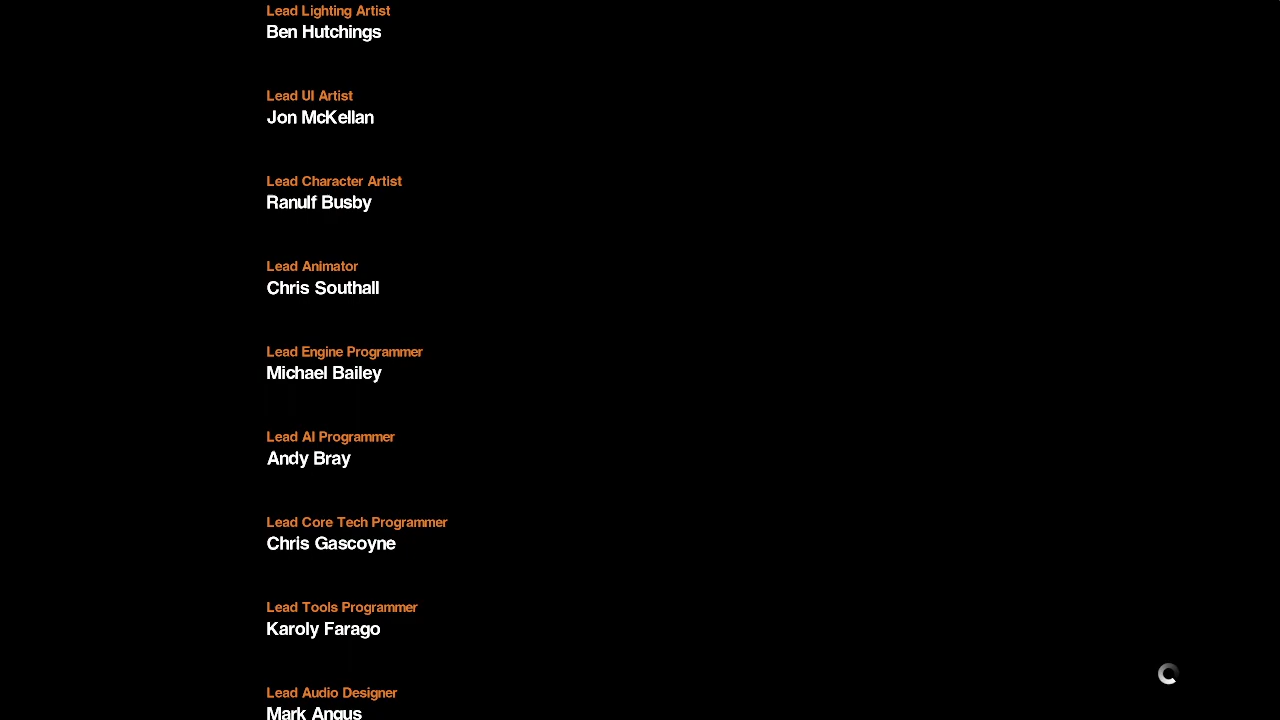 Lead Lighting Artist
Ben Hutchings
Lead UI Artist
Jon McKellan
Lead Character Artist
Ranulf Busby
Lead Animator
Chris Southall
Lead Engine Programmer
Michael Bailey
Lead AI Programmer
Andy Bray
Lead Core Tech Programmer
Chris Gascoyne
Lead Tools Programmer
Karoly Farago
Lead Audio Designer
Mark Angus